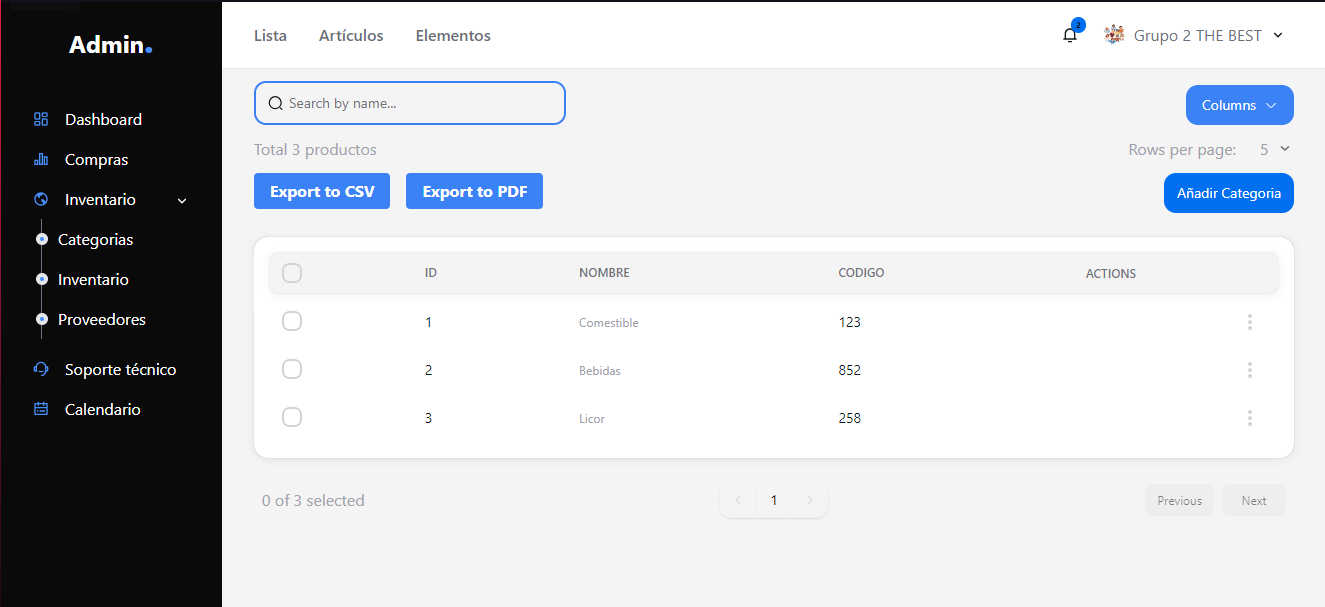 Admin.
Lista Artículos Elementos
2
Grupo 2 THE BEST
Dashboard
Compras
Inventario
Categorias
Inventario
Proveedores
Soporte técnico
Calendario
Search by name...
Columns
Total 3 productos
Rows per page: 5
Export to CSV Export to PDF
Añadir Categoria
ID NOMBRE CODIGO ACTIONS
1 Comestible 123
2 Bebidas 852
3 Licor 258
0 of 3 selected
1
Previous Next